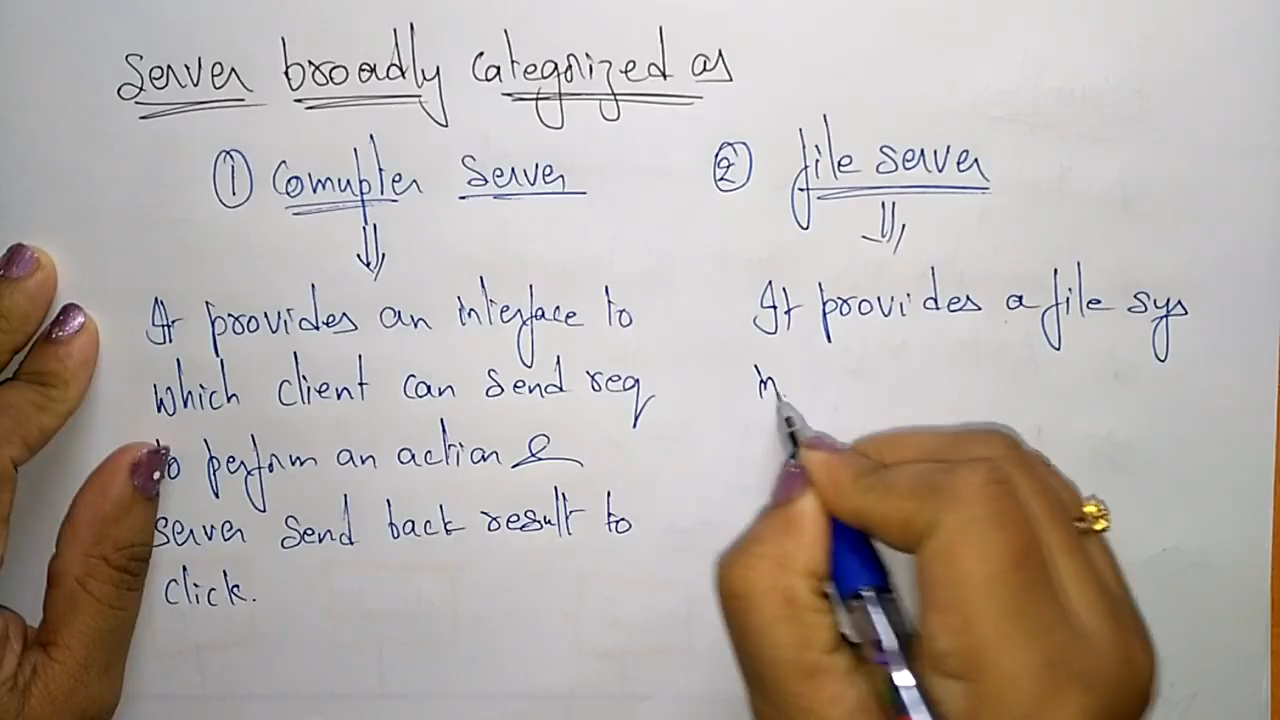 Server broadly categorized as
① Comupter Server
② file server
It provides an interface to
which client can send req
to perform an action &
server send back result to
click.
It provides a file sys